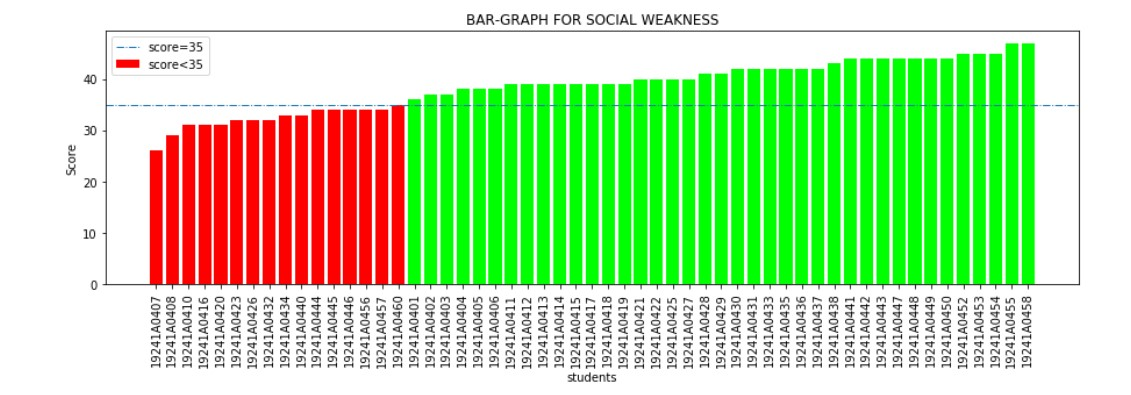 BAR-GRAPH FOR SOCIAL WEAKNESS
score=35
score<35
Score
40
30
20
10
0
19241A0407
19241A0408
19241A0410
19241A0416
19241A0420
19241A0423
19241A0426
19241A0432
19241A0434
19241A0440
19241A0444
19241A0445
19241A0446
19241A0456
19241A0457
19241A0460
19241A0401
19241A0402
19241A0403
19241A0404
19241A0405
19241A0406
19241A0411
19241A0412
19241A0413
19241A0414
19241A0415
19241A0417
19241A0418
19241A0419
19241A0421
19241A0422
19241A0425
19241A0427
19241A0428
19241A0429
19241A0430
19241A0431
19241A0433
19241A0435
19241A0436
19241A0437
19241A0438
19241A0441
19241A0442
19241A0443
19241A0447
19241A0448
19241A0449
19241A0450
19241A0452
19241A0453
19241A0454
19241A0455
19241A0458
students